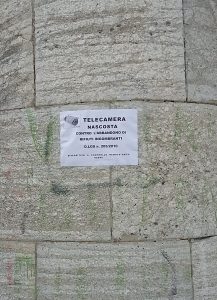 TELECAMERA
NASCOSTA
CONTRO L'ABBANDONO DI
RIFIUTI INGOMBRANTI
D.LGS n. 205/2010